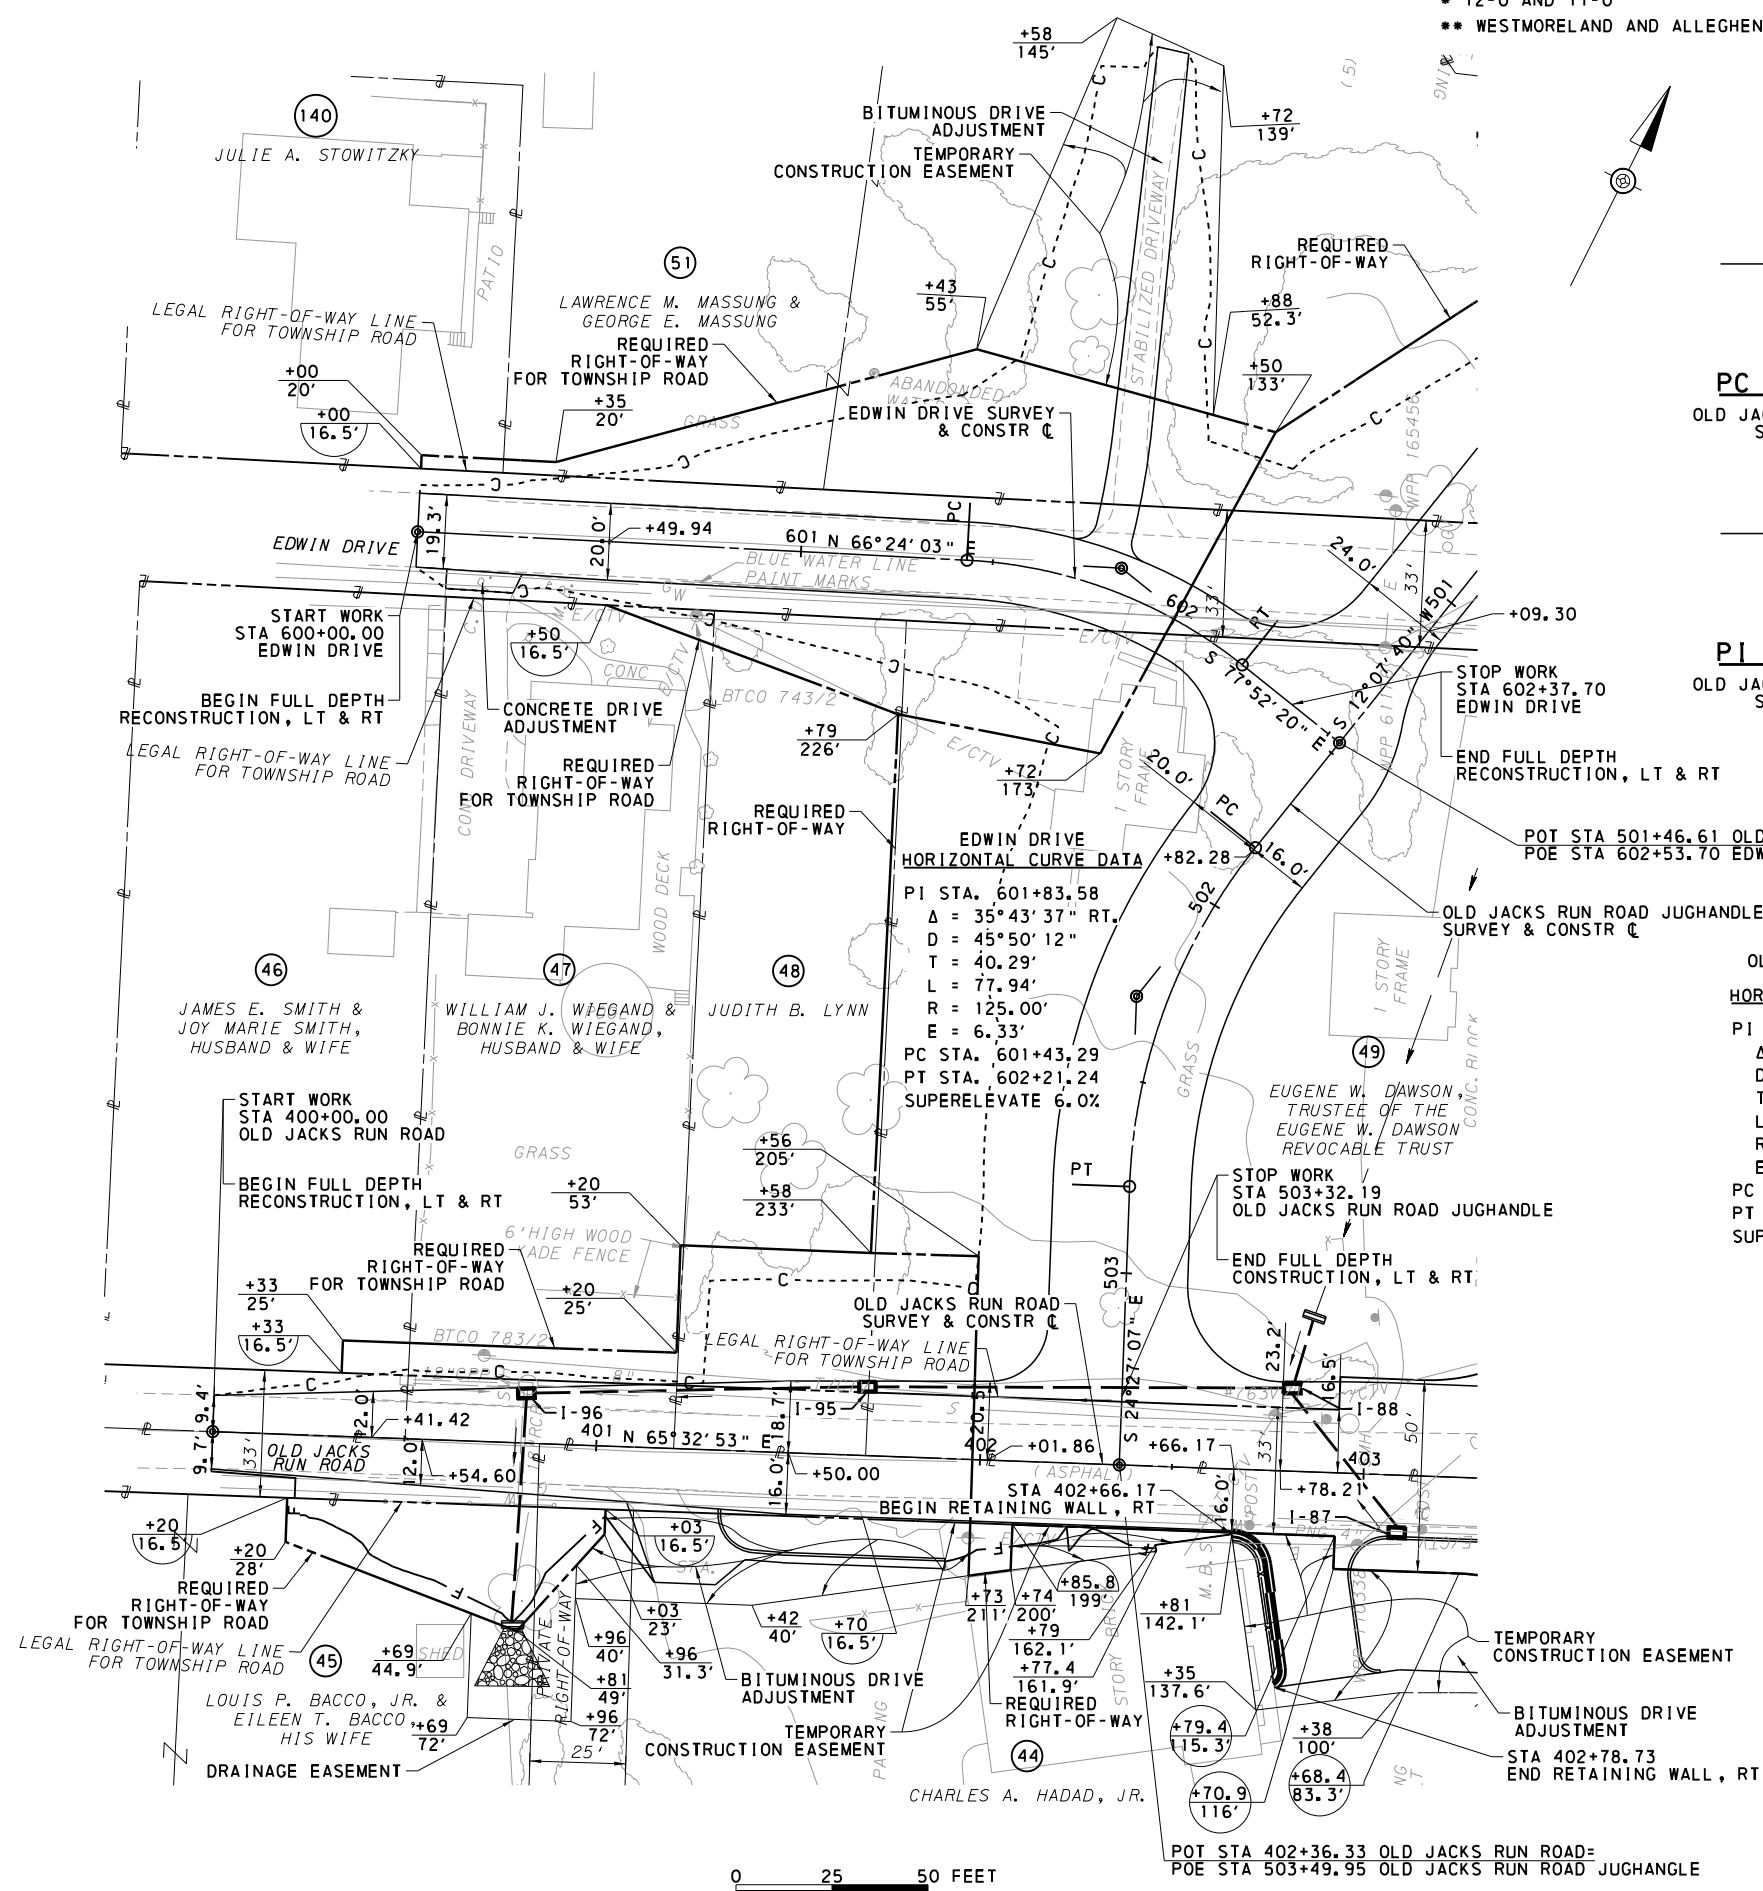 ** WESTMORELAND AND ALLEGHEN
+58
145'
BITUMINOUS DRIVE
ADJUSTMENT
TEMPORARY
CONSTRUCTION EASEMENT
+72
139'
140
JULIE A. STOWITZKY
PATIO
STABILIZED DRIVEWAY
REQUIRED
RIGHT-OF-WAY
51
LAWRENCE M. MASSUNG &
GEORGE E. MASSUNG
LEGAL RIGHT-OF-WAY LINE
FOR TOWNSHIP ROAD
REQUIRED
RIGHT-OF-WAY
FOR TOWNSHIP ROAD
+43
55'
+88
52.3'
+50
133'
+00
20'
+00
16.5'
+35
20'
ABANDONDED
GRASS
EDWIN DRIVE SURVEY
& CONSTR ℄
WPP 165456
PC
OLD JA
S
EDWIN DRIVE
19.3'
20.0'
+49.94
601 N 66°24'03" E
PC
BLUE WATER LINE
PAINT MARKS
24.0'
33'
33'
602
PT
501
+09.30
START WORK
STA 600+00.00
EDWIN DRIVE
+50
16.5'
E/CTV
CONC
E/CTV
BTCO 743/2
S 77°52'20" E
S 12°07'40" W
STOP WORK
STA 602+37.70
EDWIN DRIVE
PI
OLD JA
S
BEGIN FULL DEPTH
RECONSTRUCTION, LT & RT
LEGAL RIGHT-OF-WAY LINE
FOR TOWNSHIP ROAD
CONC DRIVEWAY
CONCRETE DRIVE
ADJUSTMENT
REQUIRED
RIGHT-OF-WAY
FOR TOWNSHIP ROAD
+79
226'
E/CTV
+72
173'
1 STORY
FRAME
20.0'
PC
+82.28
16.0'
END FULL DEPTH
RECONSTRUCTION, LT & RT
REQUIRED
RIGHT-OF-WAY
POT STA 501+46.61 OLD
POE STA 602+53.70 EDW
EDWIN DRIVE
HORIZONTAL CURVE DATA
PI STA. 601+83.58
Δ = 35°43'37" RT.
D = 45°50'12"
T = 40.29'
L = 77.94'
R = 125.00'
E = 6.33'
PC STA. 601+43.29
PT STA. 602+21.24
SUPERELEVATE 6.0%
502
OLD JACKS RUN ROAD JUGHANDLE
SURVEY & CONSTR ℄
WOOD DECK
1 STORY
FRAME
OL
HOR
PI
Δ
D
T
L
R
E
PC
PT
SUP
46
JAMES E. SMITH &
JOY MARIE SMITH,
HUSBAND & WIFE
47
WILLIAM J. WIEGAND &
BONNIE K. WIEGAND,
HUSBAND & WIFE
48
JUDITH B. LYNN
GRASS
49
EUGENE W. DAWSON,
TRUSTEE OF THE
EUGENE W. DAWSON
REVOCABLE TRUST
CONC. BLOCK
START WORK
STA 400+00.00
OLD JACKS RUN ROAD
BEGIN FULL DEPTH
RECONSTRUCTION, LT & RT
GRASS
+20
53'
+56
205'
+58
233'
PT
STOP WORK
STA 503+32.19
OLD JACKS RUN ROAD JUGHANDLE
END FULL DEPTH
CONSTRUCTION, LT & RT
6'HIGH WOOD
KADE FENCE
REQUIRED
RIGHT-OF-WAY
FOR TOWNSHIP ROAD
+33
25'
+33
16.5'
+20
25'
BTCO 783/2
OLD JACKS RUN ROAD
SURVEY & CONSTR ℄
LEGAL RIGHT-OF-WAY LINE
FOR TOWNSHIP ROAD
503
S 24°27'07" E
23.2'
16.5'
9.4'
9.7'
33'
12.0'
12.0'
+41.42
I-96
I-95
I-88
OLD JACKS
RUN ROAD
+54.60
401 N 65°32'53" E
18.7'
16.0'
+50.00
20.5'
402
+01.86
(ASPHALT)
+66.17
33'
50'
403
+78.21
I-87
STA 402+66.17
BEGIN RETAINING WALL, RT
16.0'
+20
16.5'
+20
28'
REQUIRED
RIGHT-OF-WAY
FOR TOWNSHIP ROAD
LEGAL RIGHT-OF-WAY LINE
FOR TOWNSHIP ROAD
+03
16.5'
+03
23'
+96
40'
+96
31.3'
+42
40'
+70
16.5'
+73
211'
+74
200'
+85.8
199'
+79
162.1'
+77.4
161.9'
+81
142.1'
+35
137.6'
45
LOUIS P. BACCO, JR. &
EILEEN T. BACCO,
HIS WIFE
SHED
+69
44.9'
+69
72'
+81
49'
+96
72'
PRIVATE
RIGHT-OF-WAY
25'
DRAINAGE EASEMENT
BITUMINOUS DRIVE
ADJUSTMENT
TEMPORARY
CONSTRUCTION EASEMENT
REQUIRED
RIGHT-OF-WAY
44
CHARLES A. HADAD, JR.
+79.4
115.3'
+70.9
116'
+38
100'
+68.4
83.3'
TEMPORARY
CONSTRUCTION EASEMENT
BITUMINOUS DRIVE
ADJUSTMENT
STA 402+78.73
END RETAINING WALL, RT
POT STA 402+36.33 OLD JACKS RUN ROAD=
POE STA 503+49.95 OLD JACKS RUN ROAD JUGHANGLE
0 25 50 FEET